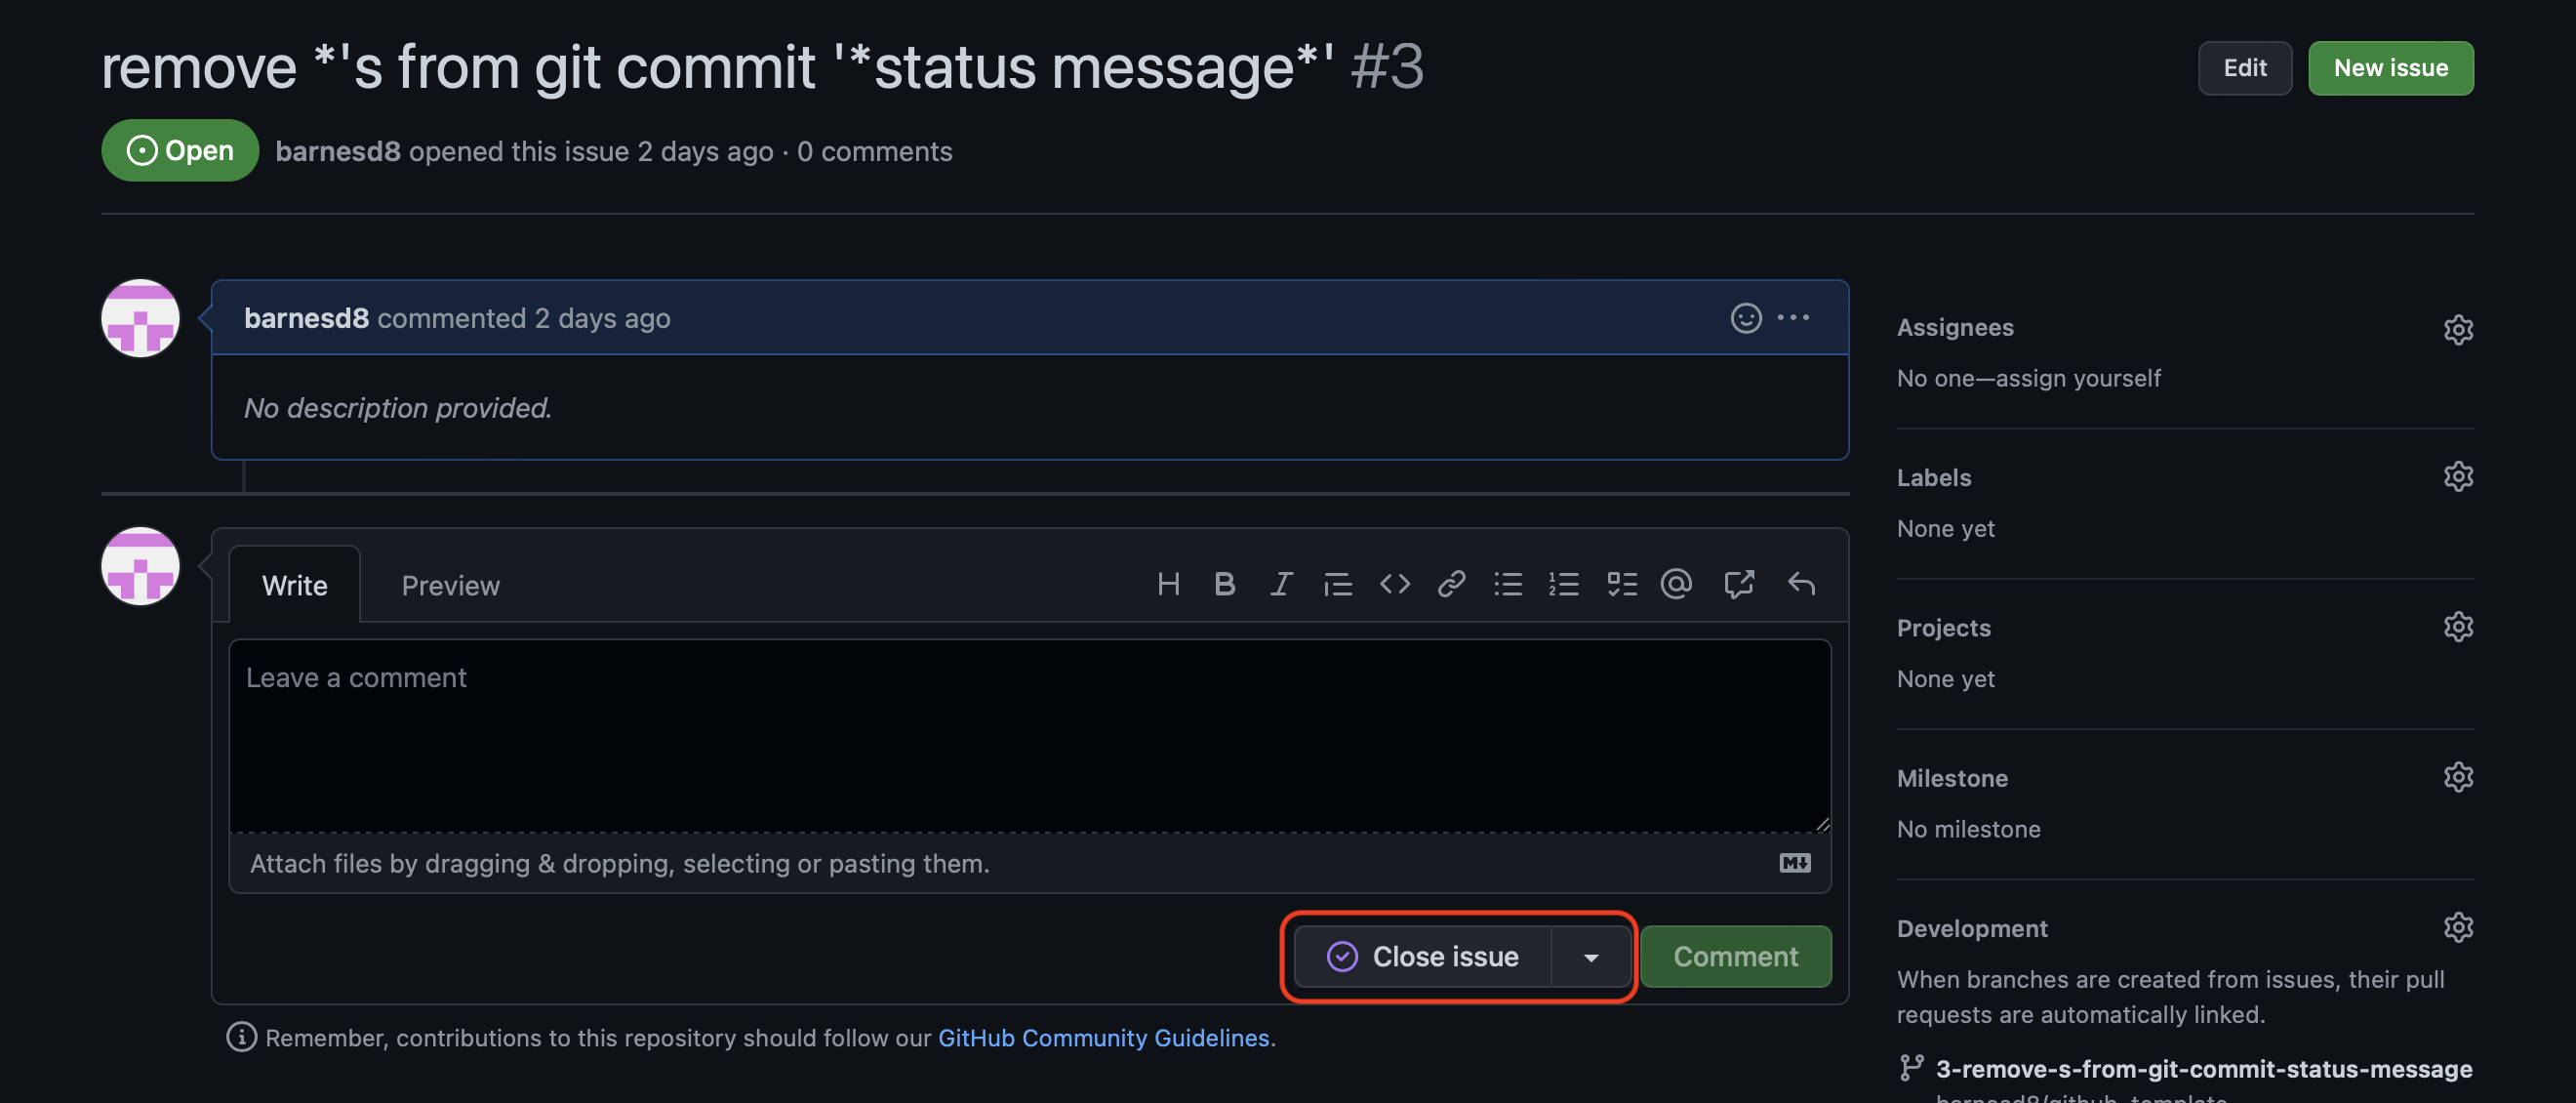 remove *'s from git commit '*status message*' #3
Edit
New issue
Open
barnesd8 opened this issue 2 days ago · 0 comments
barnesd8 commented 2 days ago
No description provided.
Write
Preview
Leave a comment
Attach files by dragging & dropping, selecting or pasting them.
Close issue
Comment
Remember, contributions to this repository should follow our GitHub Community Guidelines.
Assignees
No one—assign yourself
Labels
None yet
Projects
None yet
Milestone
No milestone
Development
When branches are created from issues, their pull
requests are automatically linked.
3-remove-s-from-git-commit-status-message